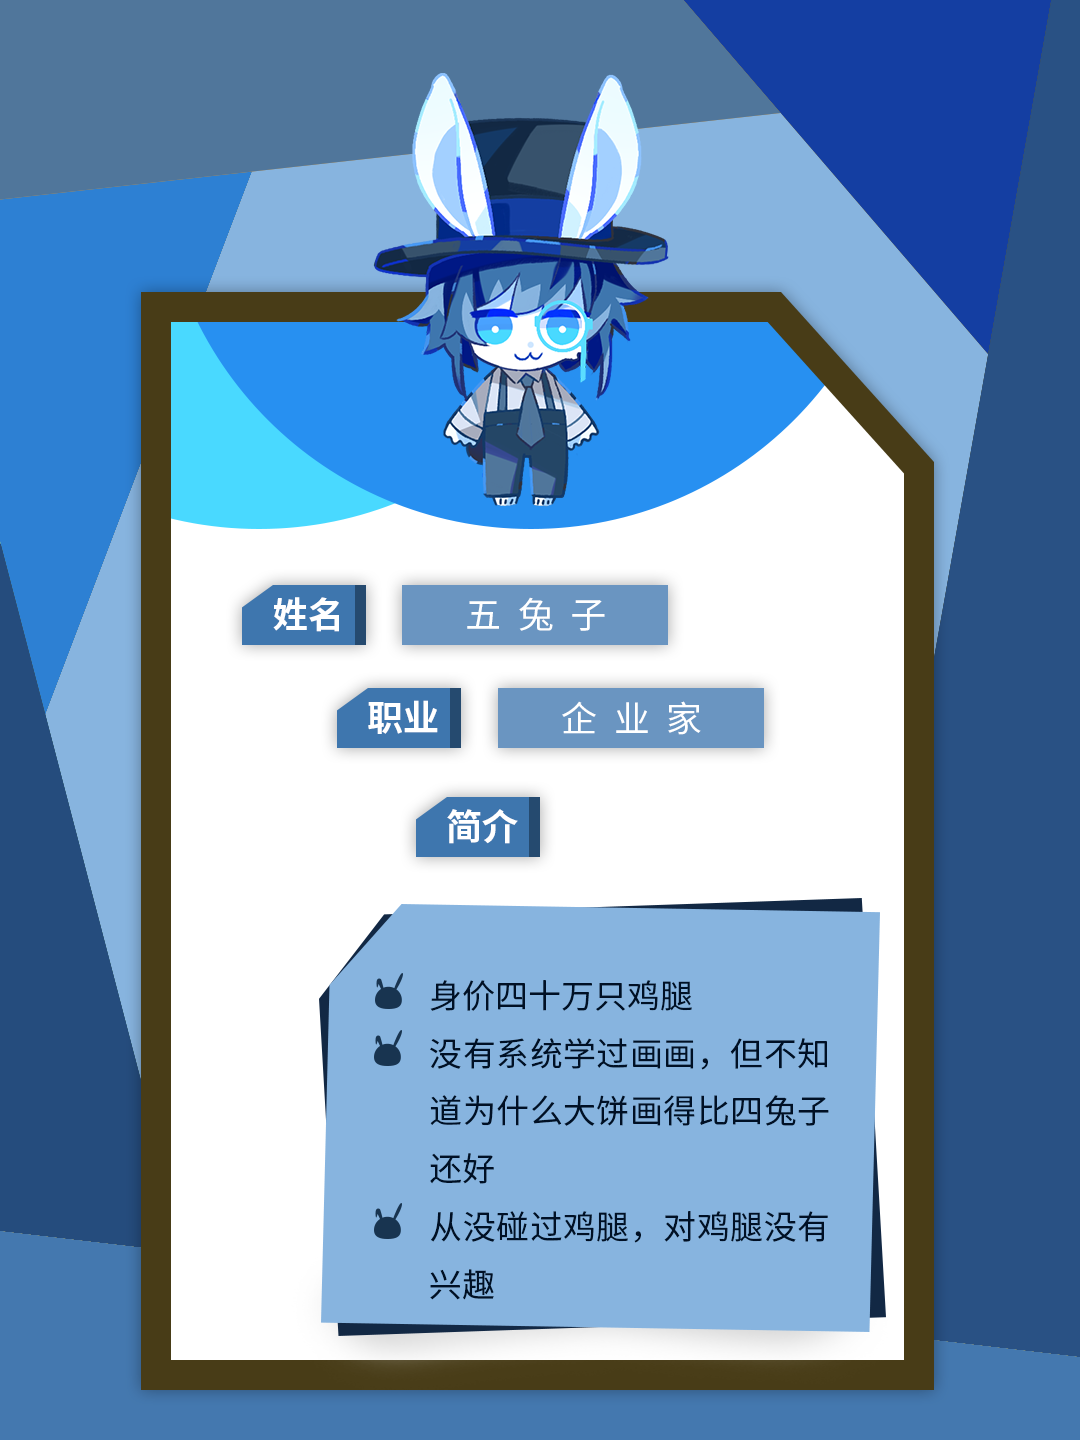 姓名 五兔子
职业 企业家
简介
身价四十万只鸡腿
没有系统学过画画，但不知
道为什么大饼画得比四兔子
还好
从没碰过鸡腿，对鸡腿没有
兴趣